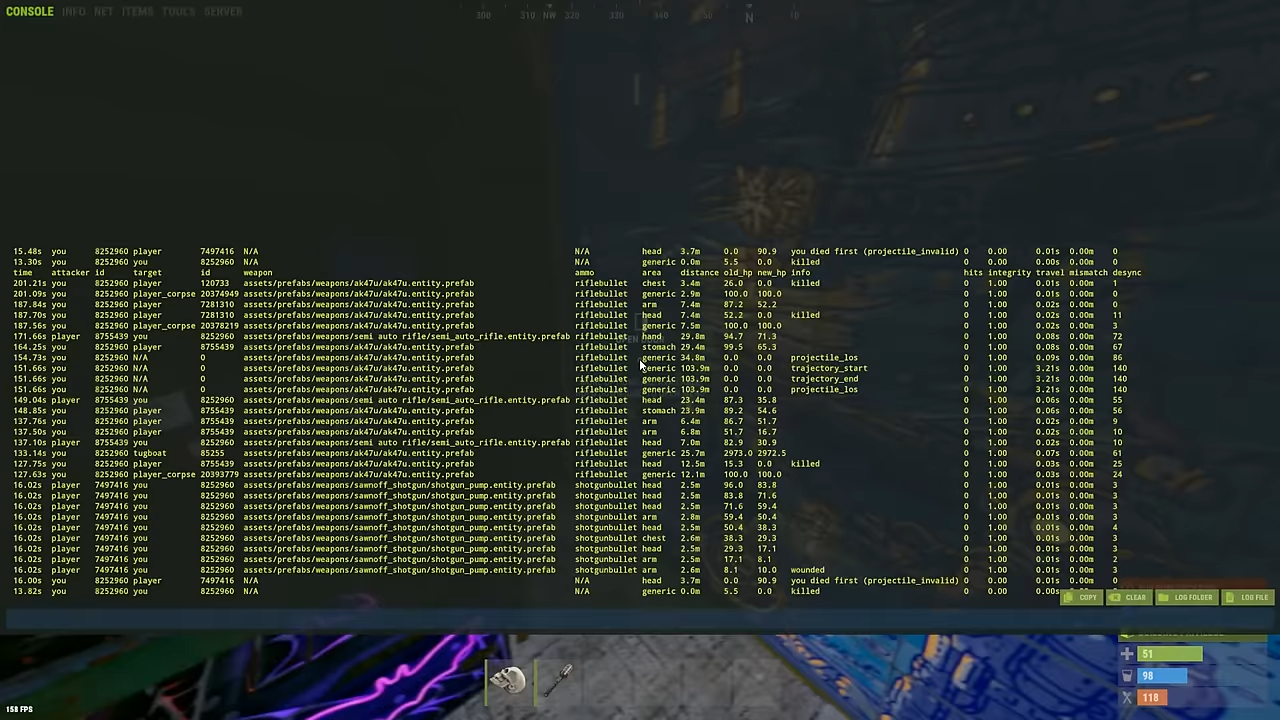 CONSOLE INFO NET ITEMS TOOLS SERVER
300 310 NW 320 330 340 50 N 10
15.48s you 8252960 player 7497416 N/A N/A head 3.7m 0.0 90.9 you died first (projectile_invalid) 0 0.00 0.01s 0.00m 0
13.30s you 8252960 you 8252960 N/A N/A generic 0.0m 5.5 0.0 killed 0 0.00 0.00s 0.00m 0
time attacker id target id weapon ammo area distance old_hp new_hp info hits integrity travel mismatch desync
201.21s you 8252960 player 120733 assets/prefabs/weapons/ak47u/ak47u.entity.prefab riflebullet chest 3.4m 26.0 0.0 killed 0 1.00 0.01s 0.00m 1
201.09s you 8252960 player_corpse 20374949 assets/prefabs/weapons/ak47u/ak47u.entity.prefab riflebullet generic 2.9m 100.0 100.0 0 1.00 0.01s 0.00m 0
187.84s you 8252960 player 7281310 assets/prefabs/weapons/ak47u/ak47u.entity.prefab riflebullet arm 7.4m 87.2 52.2 0 1.00 0.02s 0.00m 0
187.70s you 8252960 player 7281310 assets/prefabs/weapons/ak47u/ak47u.entity.prefab riflebullet head 7.4m 52.2 0.0 killed 0 1.00 0.02s 0.00m 11
187.56s you 8252960 player_corpse 20378219 assets/prefabs/weapons/ak47u/ak47u.entity.prefab riflebullet generic 7.5m 100.0 100.0 0 1.00 0.02s 0.00m 3
171.66s player 8755439 you 8252960 assets/prefabs/weapons/semi auto rifle/semi_auto_rifle.entity.prefab riflebullet hand 29.8m 94.7 71.3 0 1.00 0.08s 0.00m 72
164.25s you 8252960 player 8755439 assets/prefabs/weapons/ak47u/ak47u.entity.prefab riflebullet stomach 29.4m 99.5 65.3 0 1.00 0.08s 0.00m 67
154.73s you 8252960 N/A 0 assets/prefabs/weapons/ak47u/ak47u.entity.prefab riflebullet generic 34.8m 0.0 0.0 projectile_los 0 1.00 0.09s 0.00m 86
151.66s you 8252960 N/A 0 assets/prefabs/weapons/ak47u/ak47u.entity.prefab riflebullet generic 103.9m 0.0 0.0 trajectory_start 0 1.00 3.21s 0.00m 140
151.66s you 8252960 N/A 0 assets/prefabs/weapons/ak47u/ak47u.entity.prefab riflebullet generic 103.9m 0.0 0.0 trajectory_end 0 1.00 3.21s 0.00m 140
151.66s you 8252960 N/A 0 assets/prefabs/weapons/ak47u/ak47u.entity.prefab riflebullet generic 103.9m 0.0 0.0 projectile_los 0 1.00 3.21s 0.00m 140
149.04s player 8755439 you 8252960 assets/prefabs/weapons/semi auto rifle/semi_auto_rifle.entity.prefab riflebullet head 23.4m 87.3 35.8 0 1.00 0.06s 0.00m 55
148.85s you 8252960 player 8755439 assets/prefabs/weapons/ak47u/ak47u.entity.prefab riflebullet stomach 23.9m 89.2 54.6 0 1.00 0.06s 0.00m 56
137.76s you 8252960 player 8755439 assets/prefabs/weapons/ak47u/ak47u.entity.prefab riflebullet arm 6.4m 86.7 51.7 0 1.00 0.02s 0.00m 9
137.50s you 8252960 player 8755439 assets/prefabs/weapons/ak47u/ak47u.entity.prefab riflebullet arm 6.8m 51.7 16.7 0 1.00 0.02s 0.00m 10
137.10s player 8755439 you 8252960 assets/prefabs/weapons/semi auto rifle/semi_auto_rifle.entity.prefab riflebullet head 7.0m 82.9 30.9 0 1.00 0.02s 0.00m 10
133.14s you 8252960 tugboat 85255 assets/prefabs/weapons/ak47u/ak47u.entity.prefab riflebullet generic 25.7m 2973.0 2972.5 0 1.00 0.07s 0.00m 61
127.75s you 8252960 player 8755439 assets/prefabs/weapons/ak47u/ak47u.entity.prefab riflebullet head 12.5m 15.3 0.0 killed 0 1.00 0.03s 0.00m 25
127.63s you 8252960 player_corpse 20393779 assets/prefabs/weapons/ak47u/ak47u.entity.prefab riflebullet generic 12.1m 100.0 100.0 0 1.00 0.03s 0.00m 24
16.02s player 7497416 you 8252960 assets/prefabs/weapons/sawnoff_shotgun/shotgun_pump.entity.prefab shotgunbullet head 2.5m 96.0 83.8 0 1.00 0.01s 0.00m 3
16.02s player 7497416 you 8252960 assets/prefabs/weapons/sawnoff_shotgun/shotgun_pump.entity.prefab shotgunbullet head 2.5m 83.8 71.6 0 1.00 0.01s 0.00m 3
16.02s player 7497416 you 8252960 assets/prefabs/weapons/sawnoff_shotgun/shotgun_pump.entity.prefab shotgunbullet head 2.5m 71.6 59.4 0 1.00 0.01s 0.00m 3
16.02s player 7497416 you 8252960 assets/prefabs/weapons/sawnoff_shotgun/shotgun_pump.entity.prefab shotgunbullet arm 2.8m 59.4 50.4 0 1.00 0.01s 0.00m 3
16.02s player 7497416 you 8252960 assets/prefabs/weapons/sawnoff_shotgun/shotgun_pump.entity.prefab shotgunbullet head 2.5m 50.4 38.3 0 1.00 0.01s 0.00m 4
16.02s player 7497416 you 8252960 assets/prefabs/weapons/sawnoff_shotgun/shotgun_pump.entity.prefab shotgunbullet chest 2.6m 38.3 29.3 0 1.00 0.01s 0.00m 3
16.02s player 7497416 you 8252960 assets/prefabs/weapons/sawnoff_shotgun/shotgun_pump.entity.prefab shotgunbullet head 2.5m 29.3 17.1 0 1.00 0.01s 0.00m 3
16.02s player 7497416 you 8252960 assets/prefabs/weapons/sawnoff_shotgun/shotgun_pump.entity.prefab shotgunbullet arm 2.5m 17.1 8.1 0 1.00 0.01s 0.00m 2
16.02s player 7497416 you 8252960 assets/prefabs/weapons/sawnoff_shotgun/shotgun_pump.entity.prefab shotgunbullet arm 2.6m 8.1 10.0 wounded 0 1.00 0.01s 0.00m 3
16.00s you 8252960 player 7497416 N/A N/A head 3.7m 0.0 90.9 you died first (projectile_invalid) 0 0.00 0.01s 0.00m 0
13.82s you 8252960 you 8252960 N/A N/A generic 0.0m 5.5 0.0 killed 0 0.00 0.00s 0.00m 0
COPY CLEAR LOG FOLDER LOG FILE
51
98
118
158 FPS